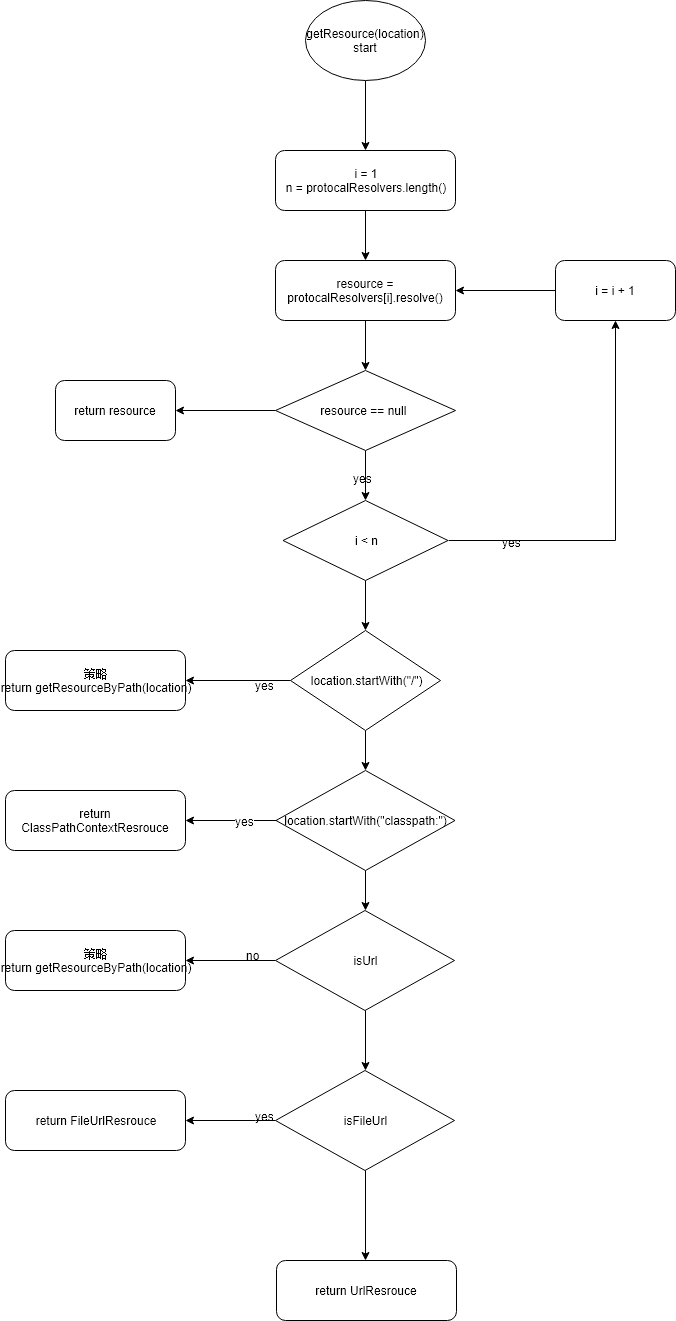 getResource(location)
start
i = 1
n = protocalResolvers.length()
resource =
protocalResolvers[i].resolve()
i = i + 1
return resource
resource == null
yes
i < n
yes
策略
return getResourceByPath(location)
yes
location.startWith("/")
return
ClassPathContextResrouce
yes
location.startWith("classpath:")
策略
return getResourceByPath(location)
no
isUrl
return FileUrlResrouce
yes
isFileUrl
return UrlResrouce